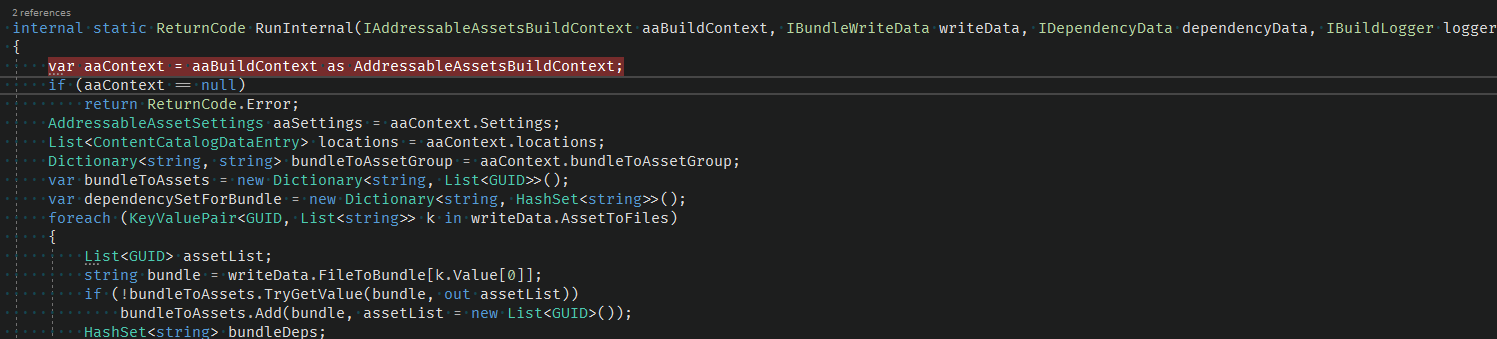 2 references
internal static ReturnCode RunInternal(IAddressableAssetsBuildContext aaBuildContext, IBundleWriteData writeData, IDependencyData dependencyData, IBuildLogger logger
{
var aaContext = aaBuildContext as AddressableAssetsBuildContext;
if (aaContext == null)
return ReturnCode.Error;
AddressableAssetSettings aaSettings = aaContext.Settings;
List<ContentCatalogDataEntry> locations = aaContext.locations;
Dictionary<string, string> bundleToAssetGroup = aaContext.bundleToAssetGroup;
var bundleToAssets = new Dictionary<string, List<GUID>>();
var dependencySetForBundle = new Dictionary<string, HashSet<string>>();
foreach (KeyValuePair<GUID, List<string>> k in writeData.AssetToFiles)
{
List<GUID> assetList;
string bundle = writeData.FileToBundle[k.Value[0]];
if (!bundleToAssets.TryGetValue(bundle, out assetList))
bundleToAssets.Add(bundle, assetList = new List<GUID>());
HashSet<string> bundleDeps;